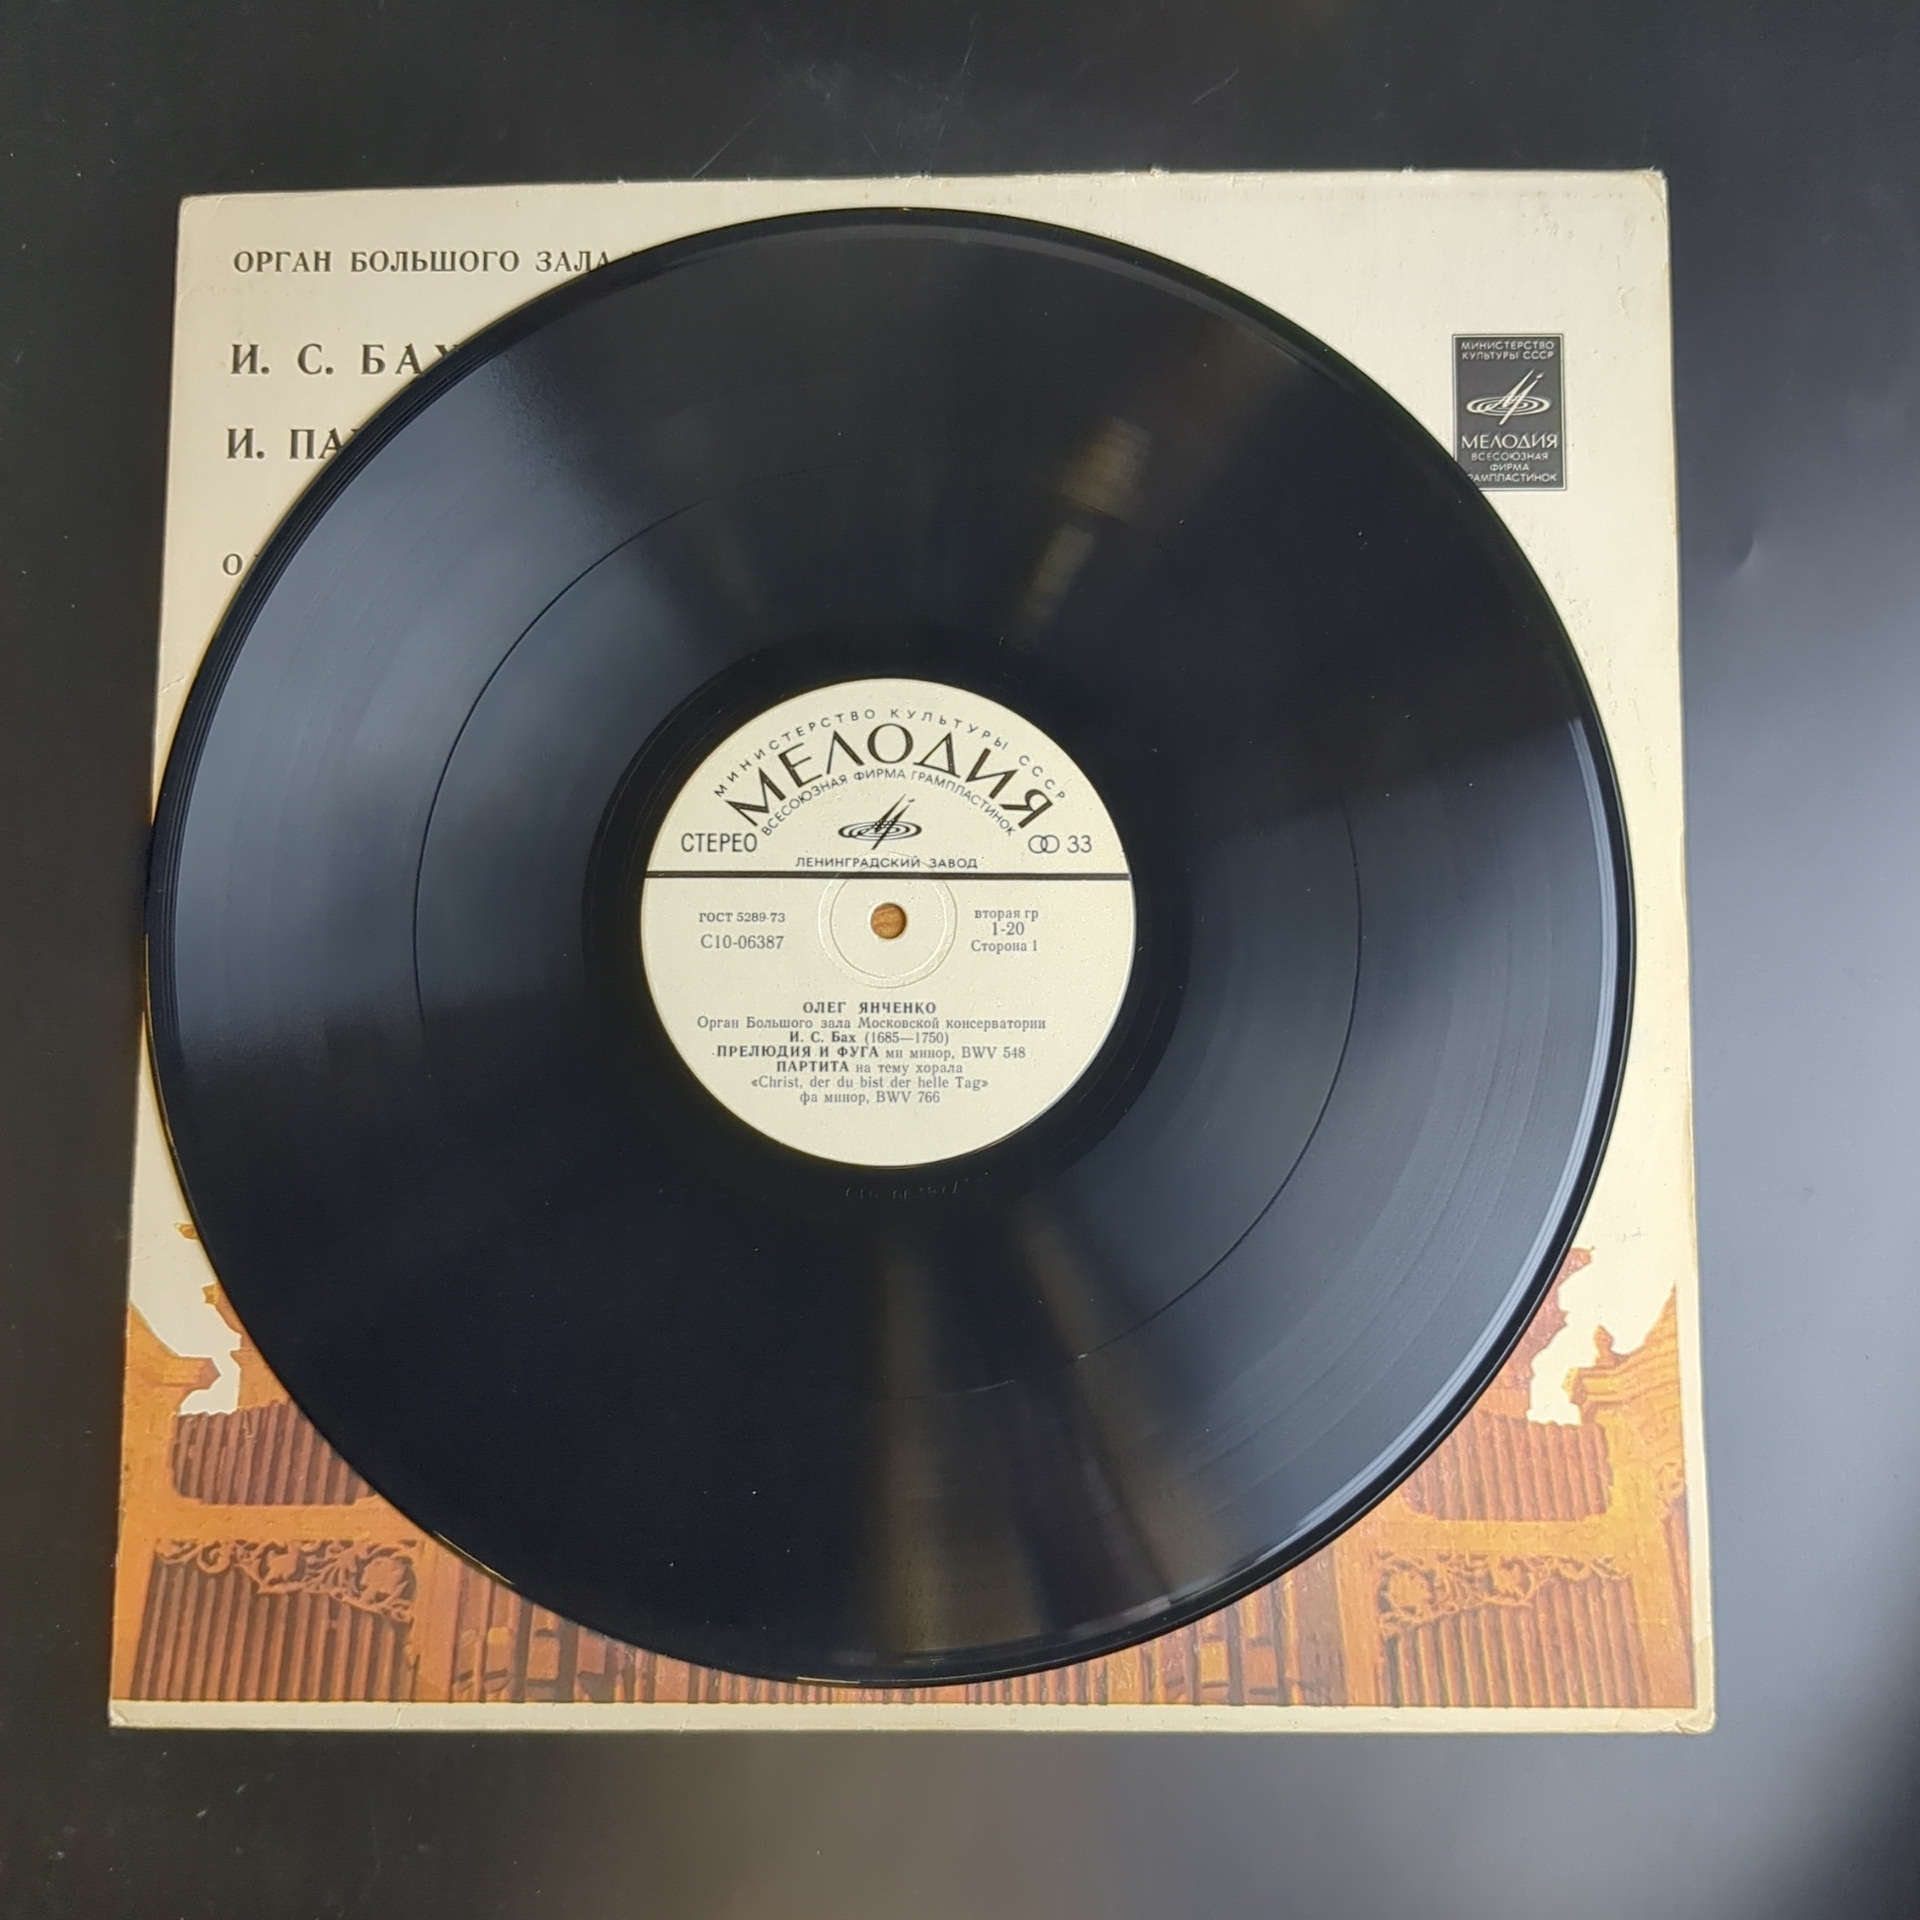 ОРГАН БОЛЬШОГО ЗАЛА
И. С. БАХ
И.
МИНИСТЕРСТВО
КУЛЬТУРЫ СССР
МЕЛОДИЯ
ВСЕСОЮЗНАЯ
ФИРМА
ГРАМПЛАСТИНОК
МИНИСТЕРСТВО КУЛЬТУРЫ СССР
МЕЛОДИЯ
ВСЕСОЮЗНАЯ ФИРМА ГРАМПЛАСТИНОК
СТЕРЕО
33
ЛЕНИНГРАДСКИЙ ЗАВОД
ГОСТ 5289-73
С10-06387
вторая гр
1-20
Сторона 1
ОЛЕГ ЯНЧЕНКО
Орган Большого зала Московской консерватории
И. С. Бах (1685—1750)
ПРЕЛЮДИЯ И ФУГА ми минор, BWV 548
ПАРТИТА на тему хорала
«Christ, der du bist der helle Tag»
фа минор, BWV 766